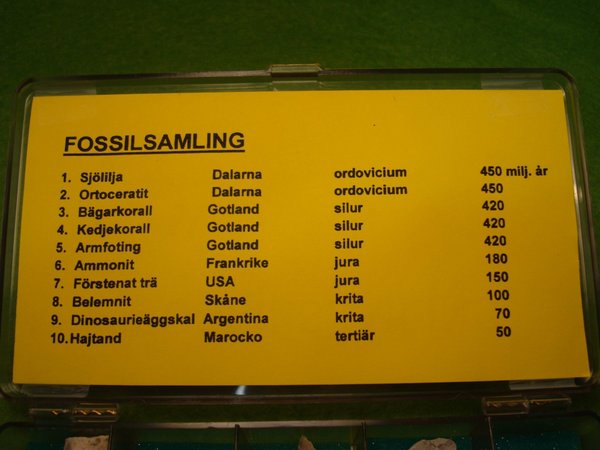 FOSSILSAMLING
1. Sjölilja Dalarna ordovicium 450 milj. år
2. Ortoceratit Dalarna ordovicium 450
3. Bägarkorall Gotland silur 420
4. Kedjekorall Gotland silur 420
5. Armfoting Gotland silur 420
6. Ammonit Frankrike jura 180
7. Förstenat trä USA jura 150
8. Belemnit Skåne krita 100
9. Dinosaurieäggskal Argentina krita 70
10. Hajtand Marocko tertiär 50